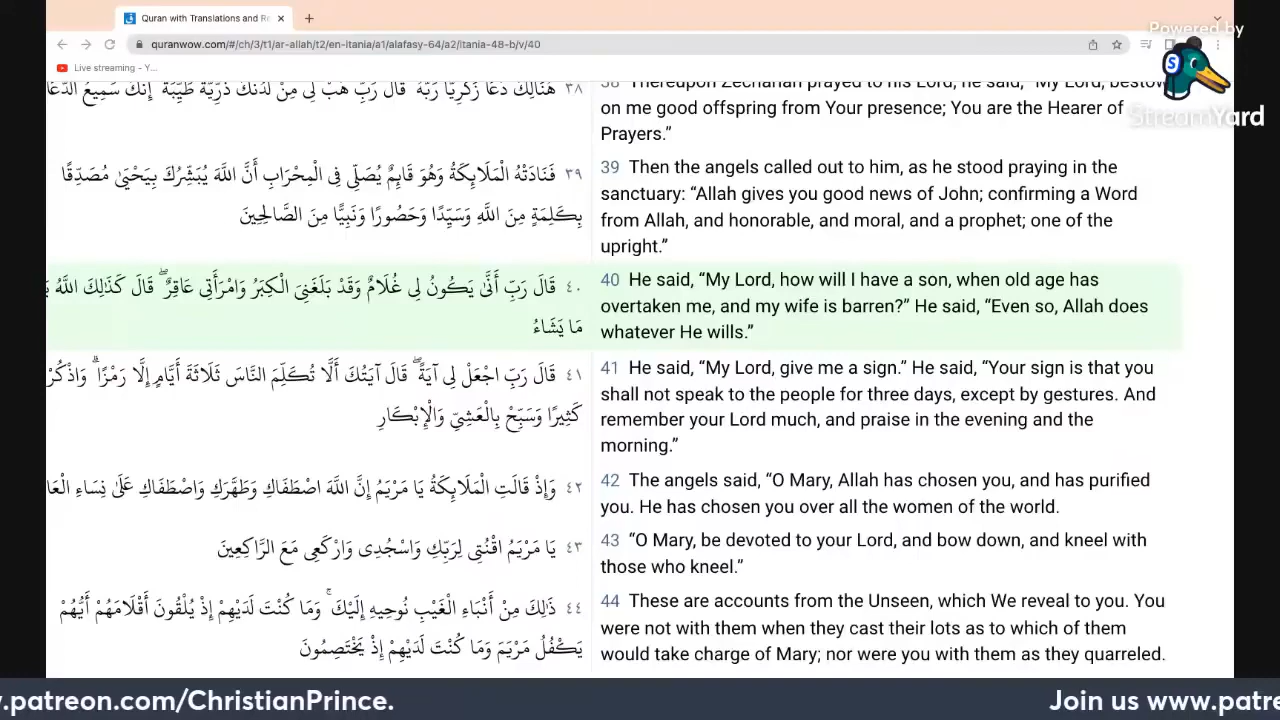 Quran with Translations and Re
Powered by
quranwow.com/#/ch/3/t1/ar-allah/t2/en-itania/a1/alafasy-64/a2/itania-48-b/v/40
Live streaming - Y...
S
StreamYard
٣٨ هُنَالِكَ دَعَا زَكَرِيَّا رَبَّهُ قَالَ رَبِّ هَبْ لِي مِنْ لَدُنْكَ ذُرِّيَّةً طَيِّبَةً إِنَّكَ سَمِيعُ الدُّعَا
38 Thereupon Zechariah prayed to his Lord; he said, “My Lord, bestow
on me good offspring from Your presence; You are the Hearer of
Prayers.”
٣٩ فَنَادَتْهُ الْمَلَائِكَةُ وَهُوَ قَائِمٌ يُصَلِّي فِي الْمِحْرَابِ أَنَّ اللَّهَ يُبَشِّرُكَ بِيَحْيَىٰ مُصَدِّقًا
بِكَلِمَةٍ مِنَ اللَّهِ وَسَيِّدًا وَحَصُورًا وَنَبِيًّا مِنَ الصَّالِحِينَ
39 Then the angels called out to him, as he stood praying in the
sanctuary: “Allah gives you good news of John; confirming a Word
from Allah, and honorable, and moral, and a prophet; one of the
upright.”
٤٠ قَالَ رَبِّ أَنَّىٰ يَكُونُ لِي غُلَامٌ وَقَدْ بَلَغَنِيَ الْكِبَرُ وَامْرَأَتِي عَاقِرٌ ۖ قَالَ كَذَٰلِكَ اللَّهُ
مَا يَشَاءُ
40 He said, “My Lord, how will I have a son, when old age has
overtaken me, and my wife is barren?” He said, “Even so, Allah does
whatever He wills.”
٤١ قَالَ رَبِّ اجْعَلْ لِي آيَةً ۖ قَالَ آيَتُكَ أَلَّا تُكَلِّمَ النَّاسَ ثَلَاثَةَ أَيَّامٍ إِلَّا رَمْزًا ۗ وَاذْكُرْ
كَثِيرًا وَسَبِّحْ بِالْعَشِيِّ وَالْإِبْكَارِ
41 He said, “My Lord, give me a sign.” He said, “Your sign is that you
shall not speak to the people for three days, except by gestures. And
remember your Lord much, and praise in the evening and the
morning.”
٤٢ وَإِذْ قَالَتِ الْمَلَائِكَةُ يَا مَرْيَمُ إِنَّ اللَّهَ اصْطَفَاكِ وَطَهَّرَكِ وَاصْطَفَاكِ عَلَىٰ نِسَاءِ الْعَا
42 The angels said, “O Mary, Allah has chosen you, and has purified
you. He has chosen you over all the women of the world.
٤٣ يَا مَرْيَمُ اقْنُتِي لِرَبِّكِ وَاسْجُدِي وَارْكَعِي مَعَ الرَّاكِعِينَ
43 “O Mary, be devoted to your Lord, and bow down, and kneel with
those who kneel.”
٤٤ ذَٰلِكَ مِنْ أَنْبَاءِ الْغَيْبِ نُوحِيهِ إِلَيْكَ ۚ وَمَا كُنْتَ لَدَيْهِمْ إِذْ يُلْقُونَ أَقْلَامَهُمْ أَيُّهُمْ
يَكْفُلُ مَرْيَمَ وَمَا كُنْتَ لَدَيْهِمْ إِذْ يَخْتَصِمُونَ
44 These are accounts from the Unseen, which We reveal to you. You
were not with them when they cast their lots as to which of them
would take charge of Mary; nor were you with them as they quarreled.
.patreon.com/ChristianPrince. Join us www.patre